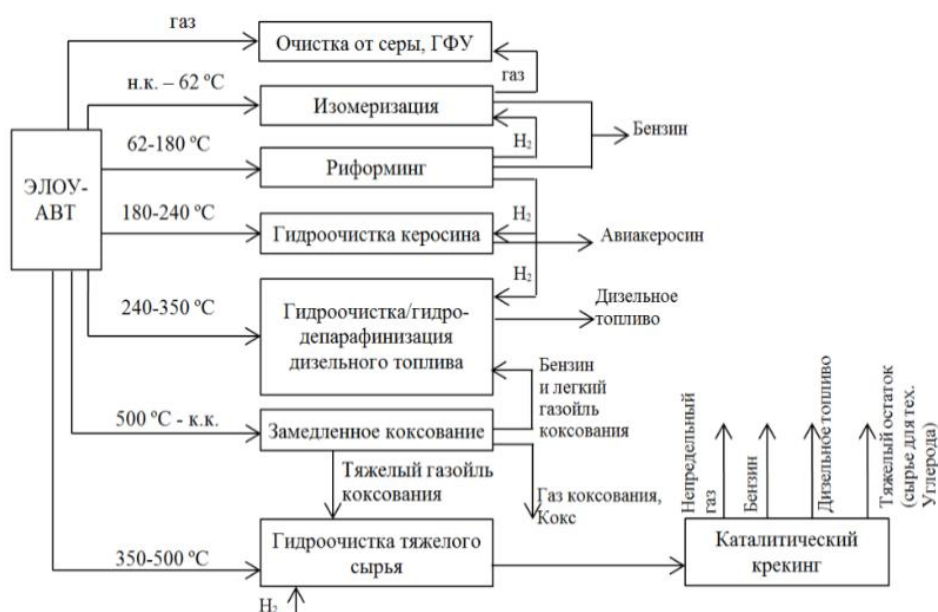 газ
Очистка от серы, ГФУ
газ
н.к. – 62 ºС
Изомеризация
Бензин
H₂
62-180 ºС
Риформинг
ЭЛОУ-
АВТ
180-240 ºС
H₂
Гидроочистка керосина
Авиакеросин
H₂
240-350 ºС
Гидроочистка/гидро-
депарафинизация
дизельного топлива
Дизельное
топливо
Бензин
и легкий
газойль
коксования
500 ºС - к.к.
Замедленное коксование
Тяжелый газойль
коксования
Газ коксования,
Кокс
Непредельный
газ
Бензин
Дизельное топливо
Тяжелый остаток
(сырье для тех.
Углерода)
350-500 ºС
Гидроочистка тяжелого
сырья
Каталитический
крекинг
H₂